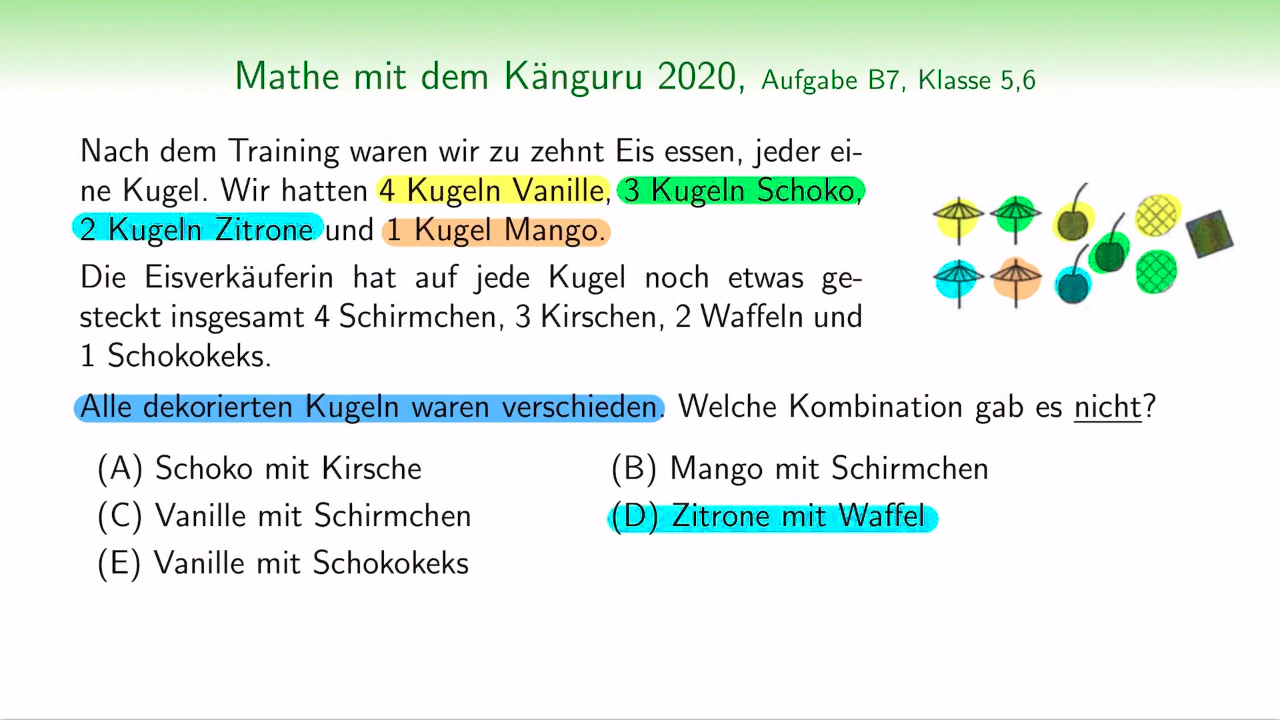 Mathe mit dem Känguru 2020, Aufgabe B7, Klasse 5,6
Nach dem Training waren wir zu zehnt Eis essen, jeder ei-
ne Kugel. Wir hatten 4 Kugeln Vanille, 3 Kugeln Schoko,
2 Kugeln Zitrone und 1 Kugel Mango.
Die Eisverkäuferin hat auf jede Kugel noch etwas ge-
steckt insgesamt 4 Schirmchen, 3 Kirschen, 2 Waffeln und
1 Schokokeks.
Alle dekorierten Kugeln waren verschieden. Welche Kombination gab es nicht?
(A) Schoko mit Kirsche
(B) Mango mit Schirmchen
(C) Vanille mit Schirmchen
(D) Zitrone mit Waffel
(E) Vanille mit Schokokeks